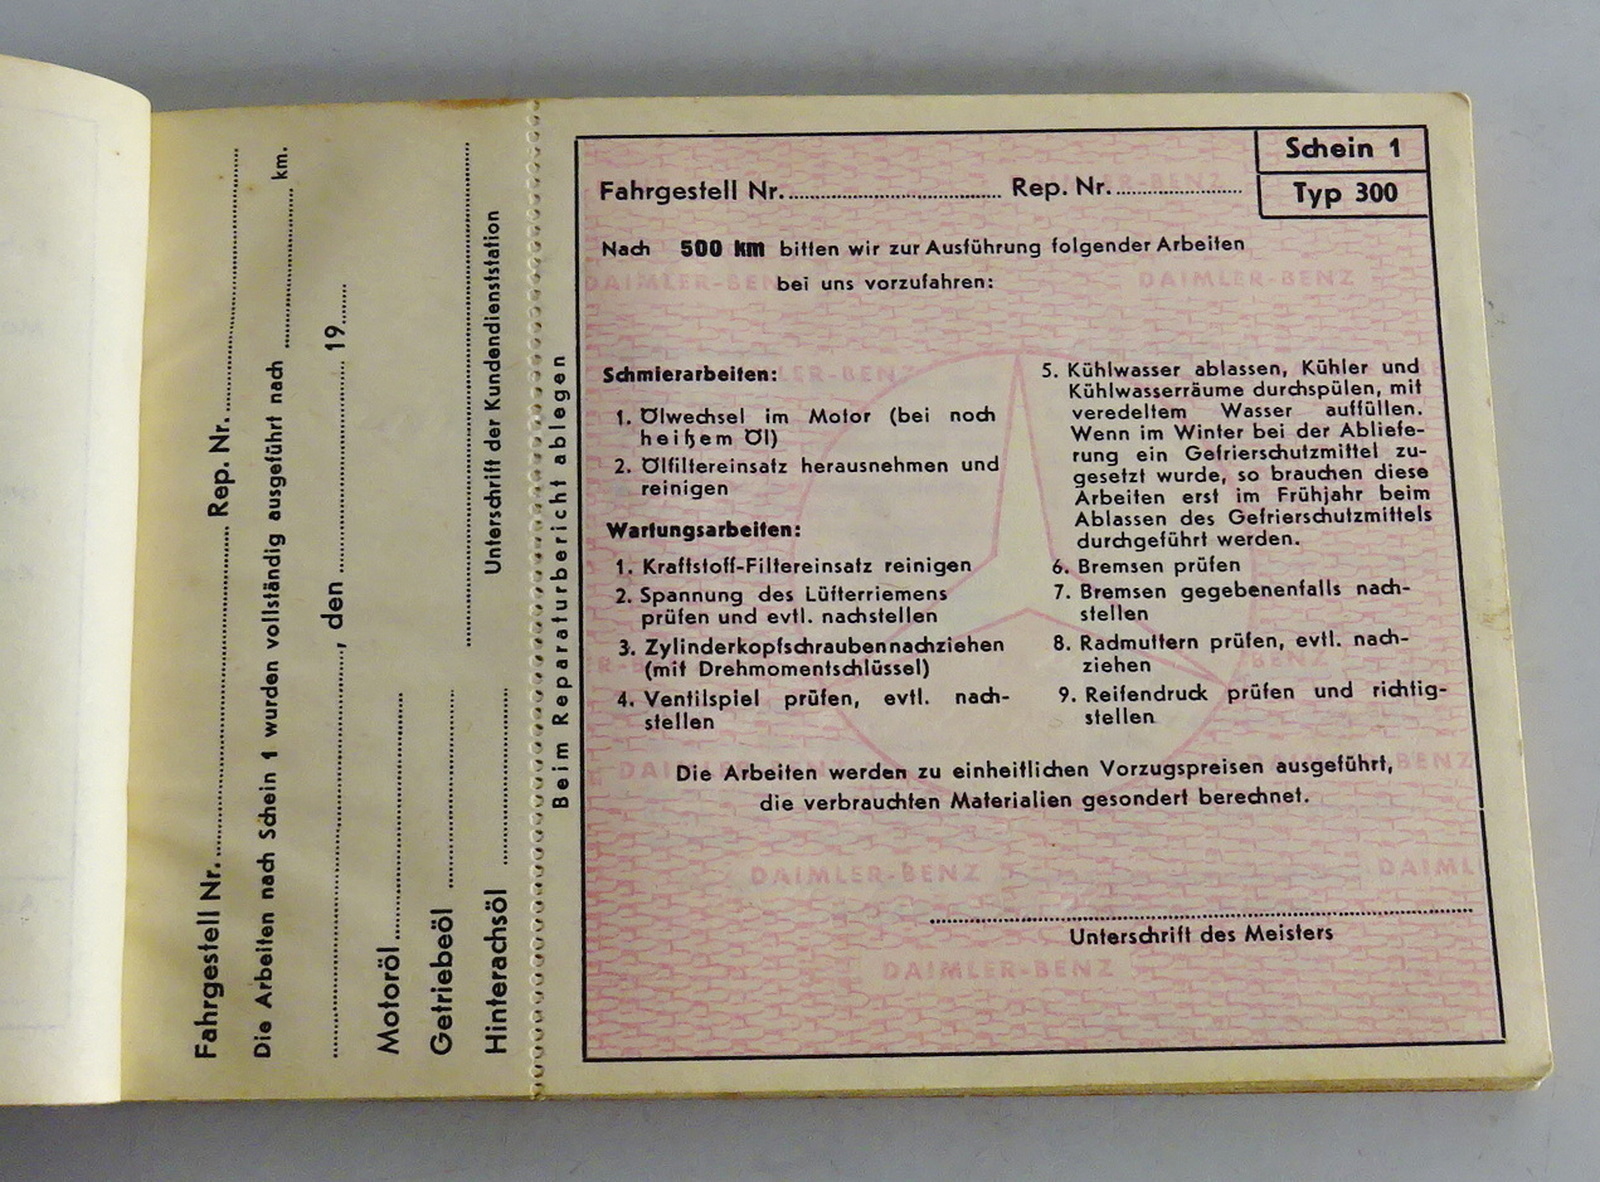 Fahrgestell Nr. Rep. Nr.
Die Arbeiten nach Schein 1 wurden vollständig ausgeführt nach km.
, den 19
Motoröl
Getriebeöl
Hinterachsöl
Unterschrift der Kundendienststation
Beim Reparaturbericht ablegen
Schein 1
Typ 300
Fahrgestell Nr. Rep. Nr.
Nach 500 km bitten wir zur Ausführung folgender Arbeiten
bei uns vorzufahren:
Schmierarbeiten:
1. Ölwechsel im Motor (bei noch
heißem Öl)
2. Ölfiltereinsatz herausnehmen und
reinigen
Wartungsarbeiten:
1. Kraftstoff-Filtereinsatz reinigen
2. Spannung des Lüfterriemens
prüfen und evtl. nachstellen
3. Zylinderkopfschrauben nachziehen
(mit Drehmomentschlüssel)
4. Ventilspiel prüfen, evtl. nach-
stellen
5. Kühlwasser ablassen, Kühler und
Kühlwasserräume durchspülen, mit
veredeltem Wasser auffüllen.
Wenn im Winter bei der Abliefe-
rung ein Gefrierschutzmittel zu-
gesetzt wurde, so brauchen diese
Arbeiten erst im Frühjahr beim
Ablassen des Gefrierschutzmittels
durchgeführt werden.
6. Bremsen prüfen
7. Bremsen gegebenenfalls nach-
stellen
8. Radmuttern prüfen, evtl. nach-
ziehen
9. Reifendruck prüfen und richtig-
stellen
Die Arbeiten werden zu einheitlichen Vorzugspreisen ausgeführt,
die verbrauchten Materialien gesondert berechnet.
DAIMLER-BENZ
Unterschrift des Meisters
DAIMLER-BENZ